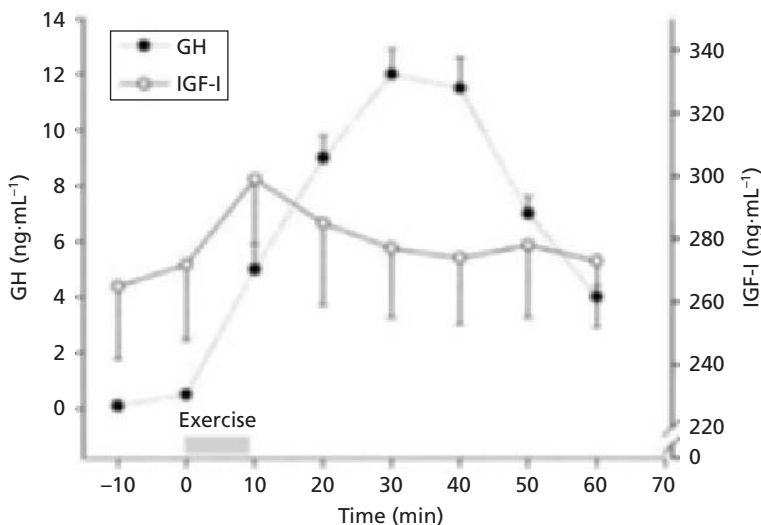 GH
IGF-I
GH (ng·mL⁻¹)
14
12
10
8
6
4
2
0
IGF-I (ng·mL⁻¹)
340
320
300
280
260
240
220
0
Exercise
−10 0 10 20 30 40 50 60 70
Time (min)